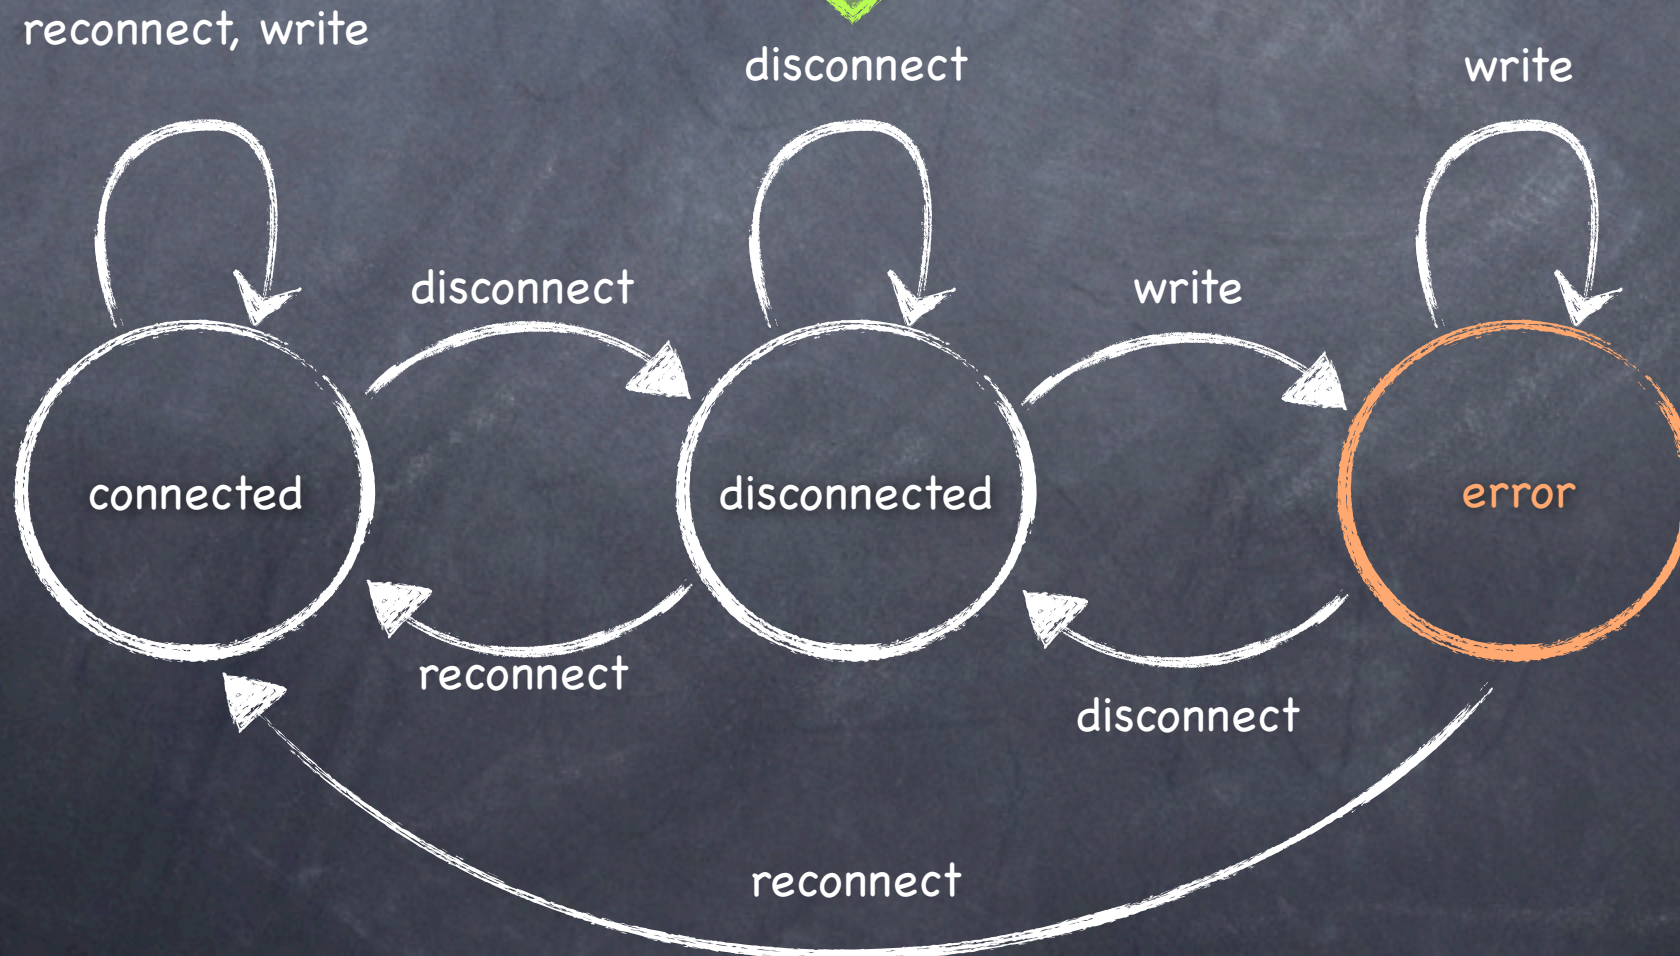 reconnect, write
disconnect
write
disconnect
write
connected
disconnected
error
reconnect
disconnect
reconnect